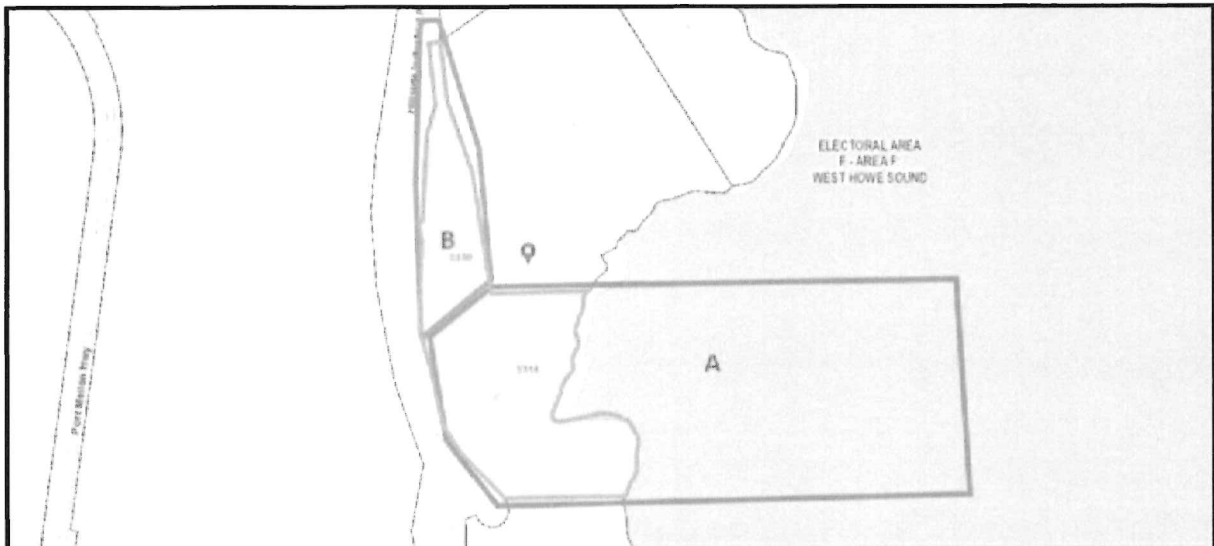 ELECTORAL AREA
F - AREA F
WEST HOWE SOUND
B
A
Port Mellon Hwy